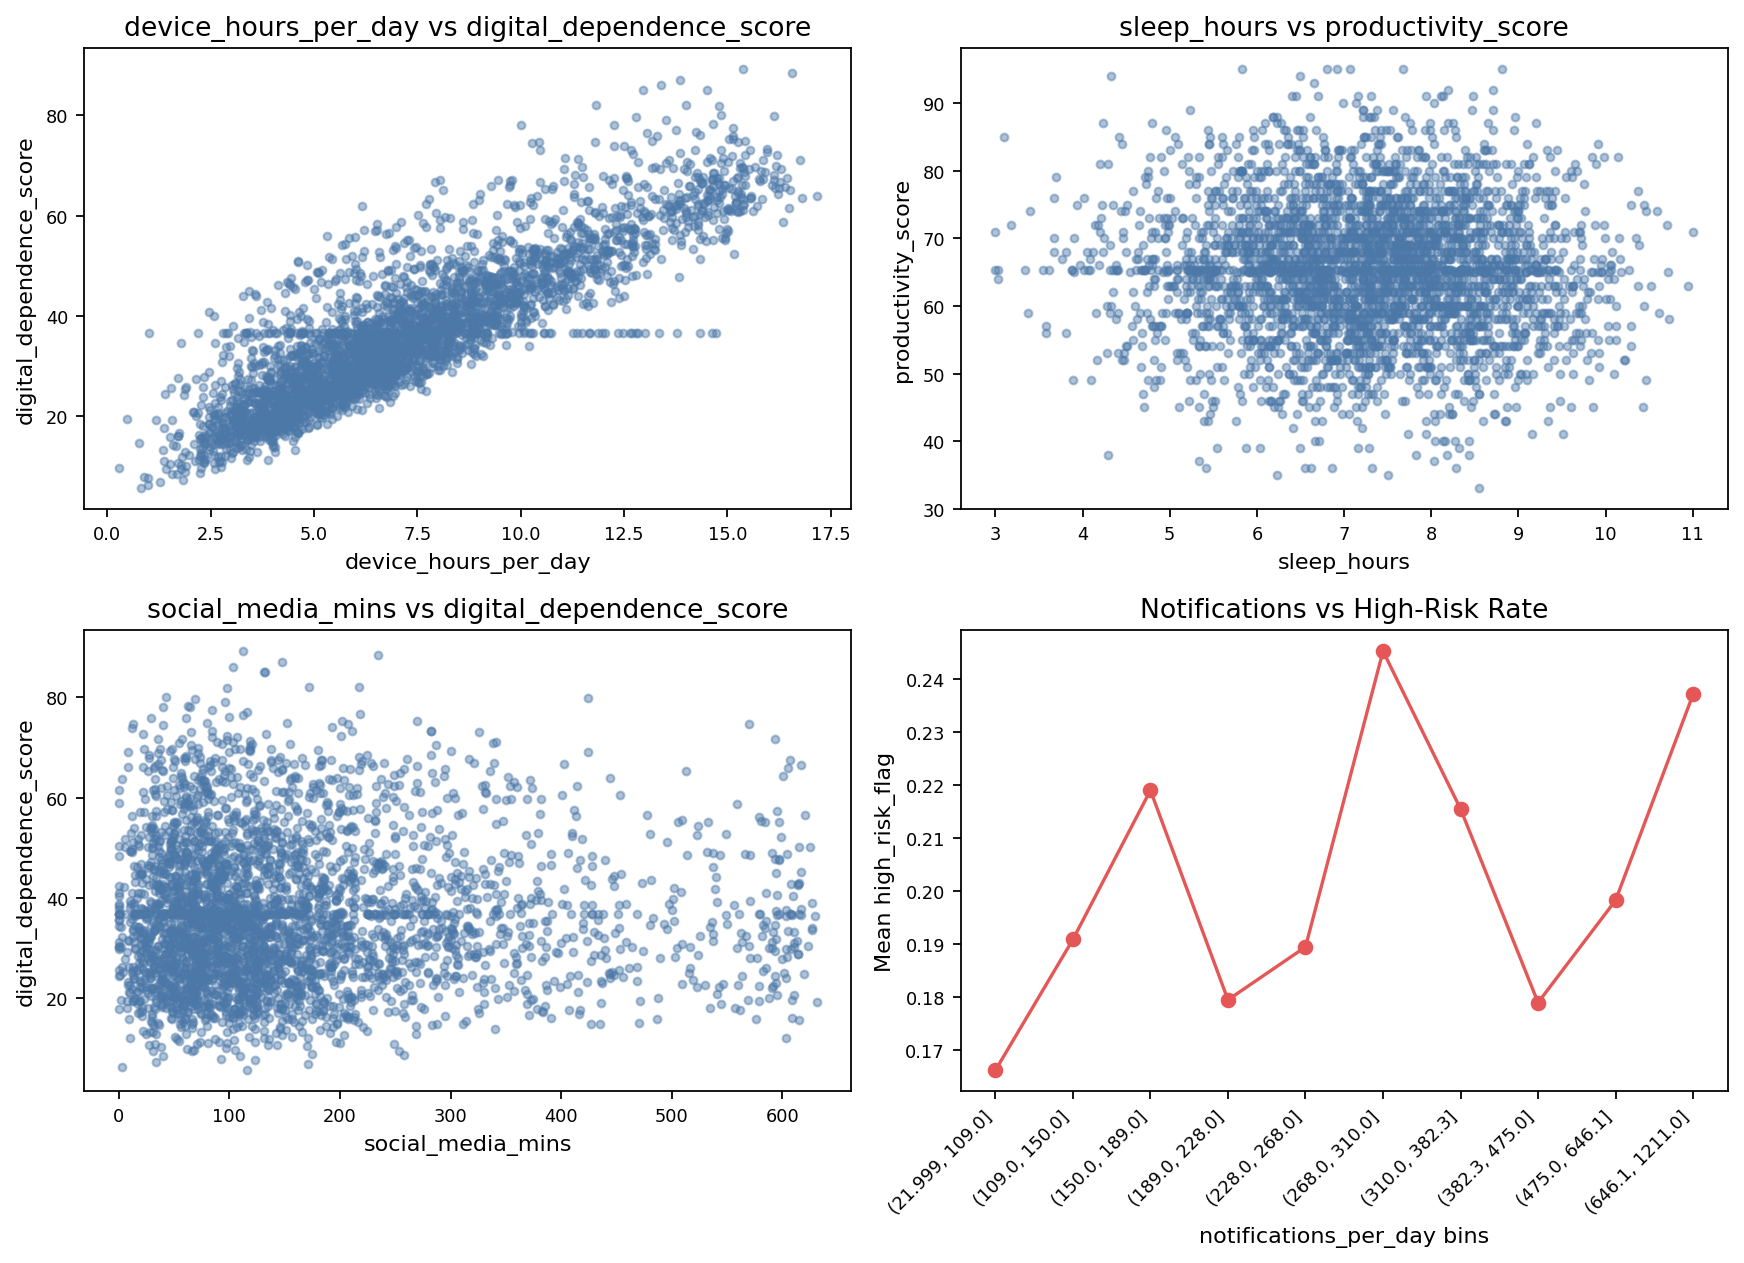 device_hours_per_day vs digital_dependence_score
digital_dependence_score
80
60
40
20
0.0 2.5 5.0 7.5 10.0 12.5 15.0 17.5
device_hours_per_day
sleep_hours vs productivity_score
productivity_score
90
80
70
60
50
40
30
3 4 5 6 7 8 9 10 11
sleep_hours
social_media_mins vs digital_dependence_score
digital_dependence_score
80
60
40
20
0 100 200 300 400 500 600
social_media_mins
Notifications vs High-Risk Rate
Mean high_risk_flag
0.24
0.23
0.22
0.21
0.20
0.19
0.18
0.17
(21.999, 109.0]
(109.0, 150.0]
(150.0, 189.0]
(189.0, 228.0]
(228.0, 268.0]
(268.0, 310.0]
(310.0, 382.3]
(382.3, 475.0]
(475.0, 646.1]
(646.1, 1211.0]
notifications_per_day bins